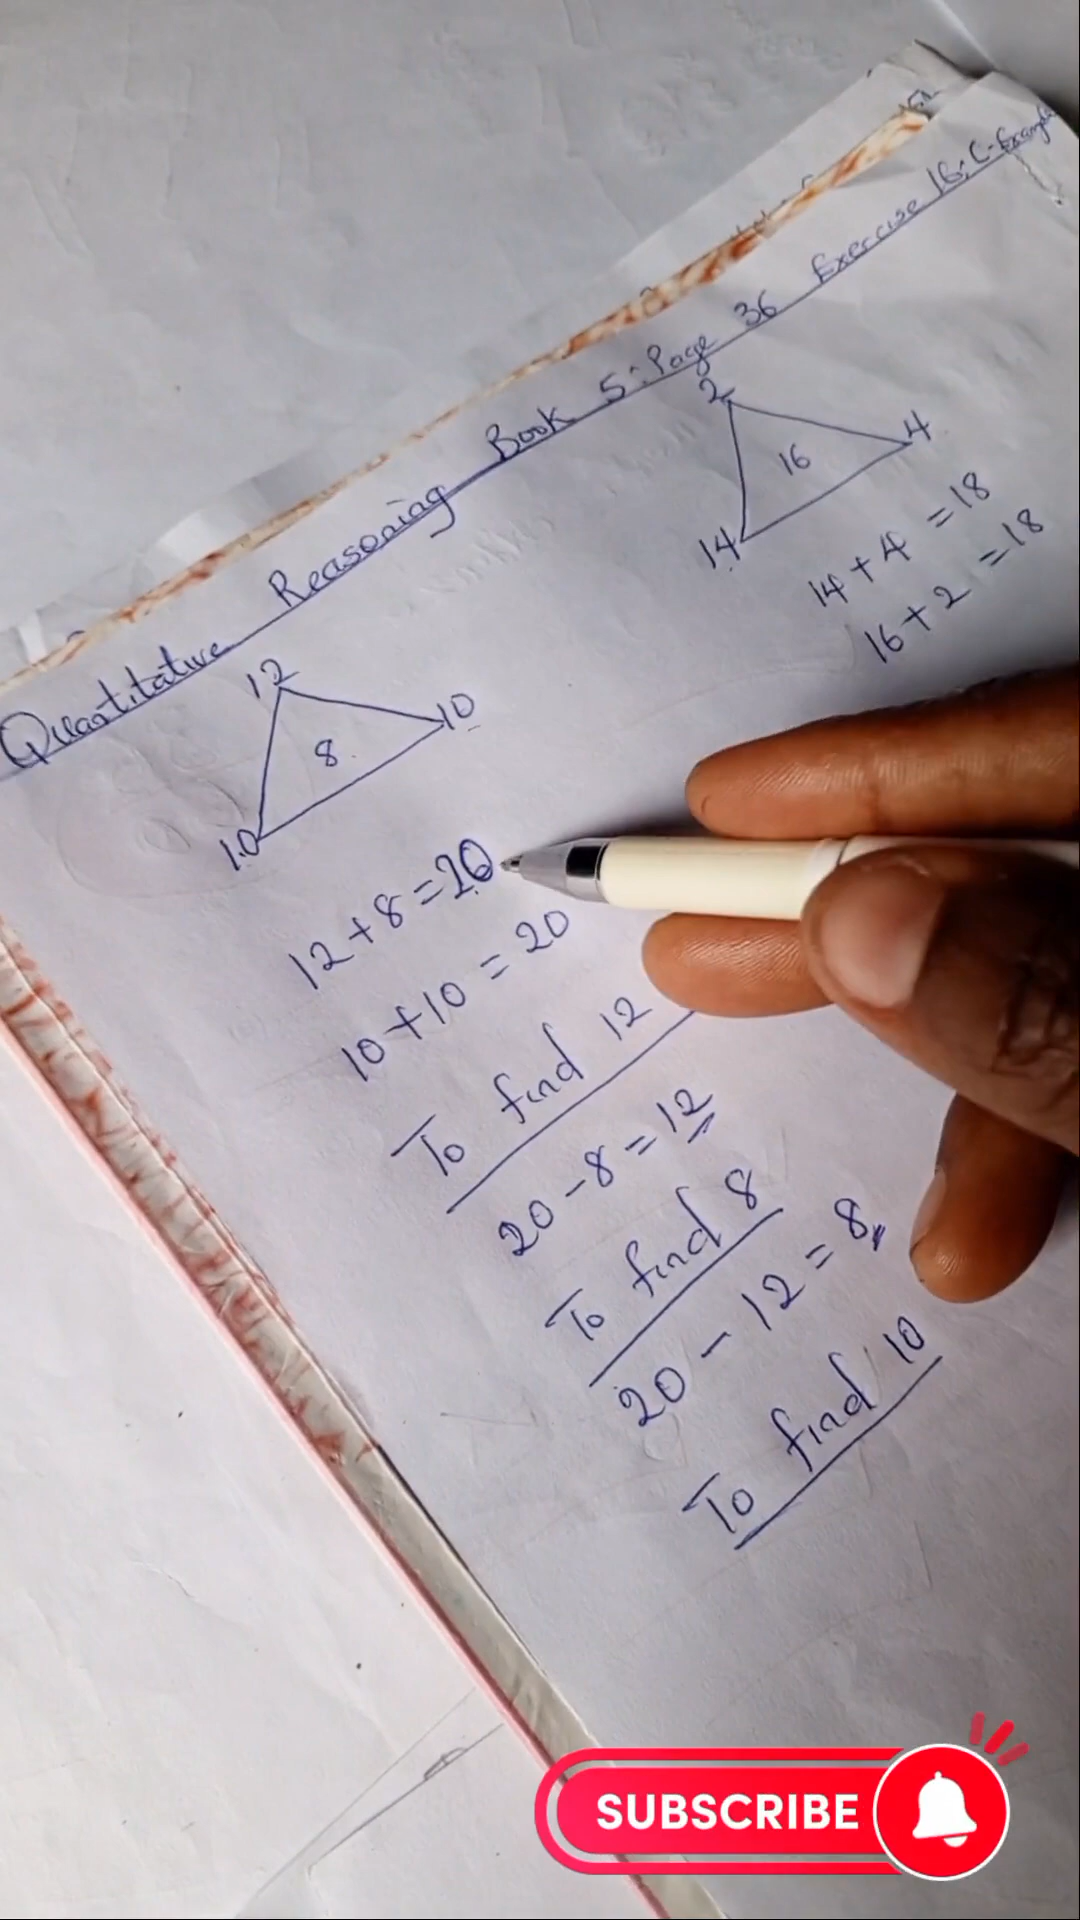 Quantitative Reasoning Book 5: Page 36 Exercise 16; C-Example
12
8
10
10
2
16
4
14
14 + 4 = 18
16 + 2 = 18
12 + 8 = 20
10 + 10 = 20
To find 12
20 - 8 = 12
To find 8
20 - 12 = 8
To find 10
SUBSCRIBE